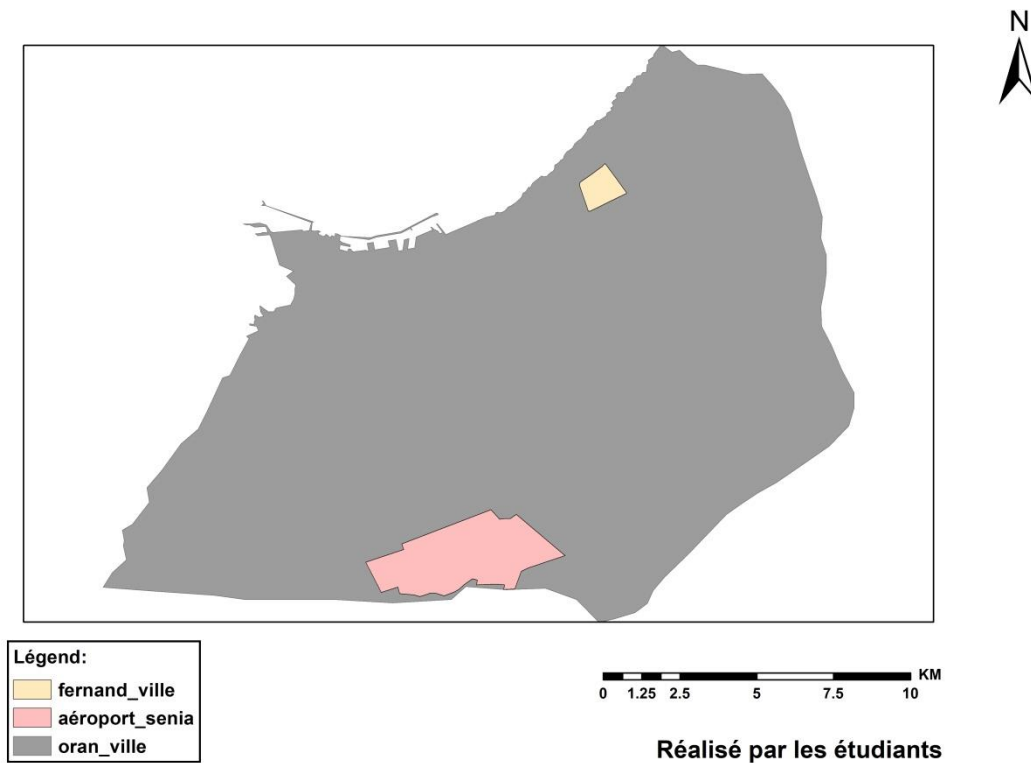 N
Légend:
fernand_ville
aéroport_senia
oran_ville
KM
0 1.25 2.5 5 7.5 10
Réalisé par les étudiants